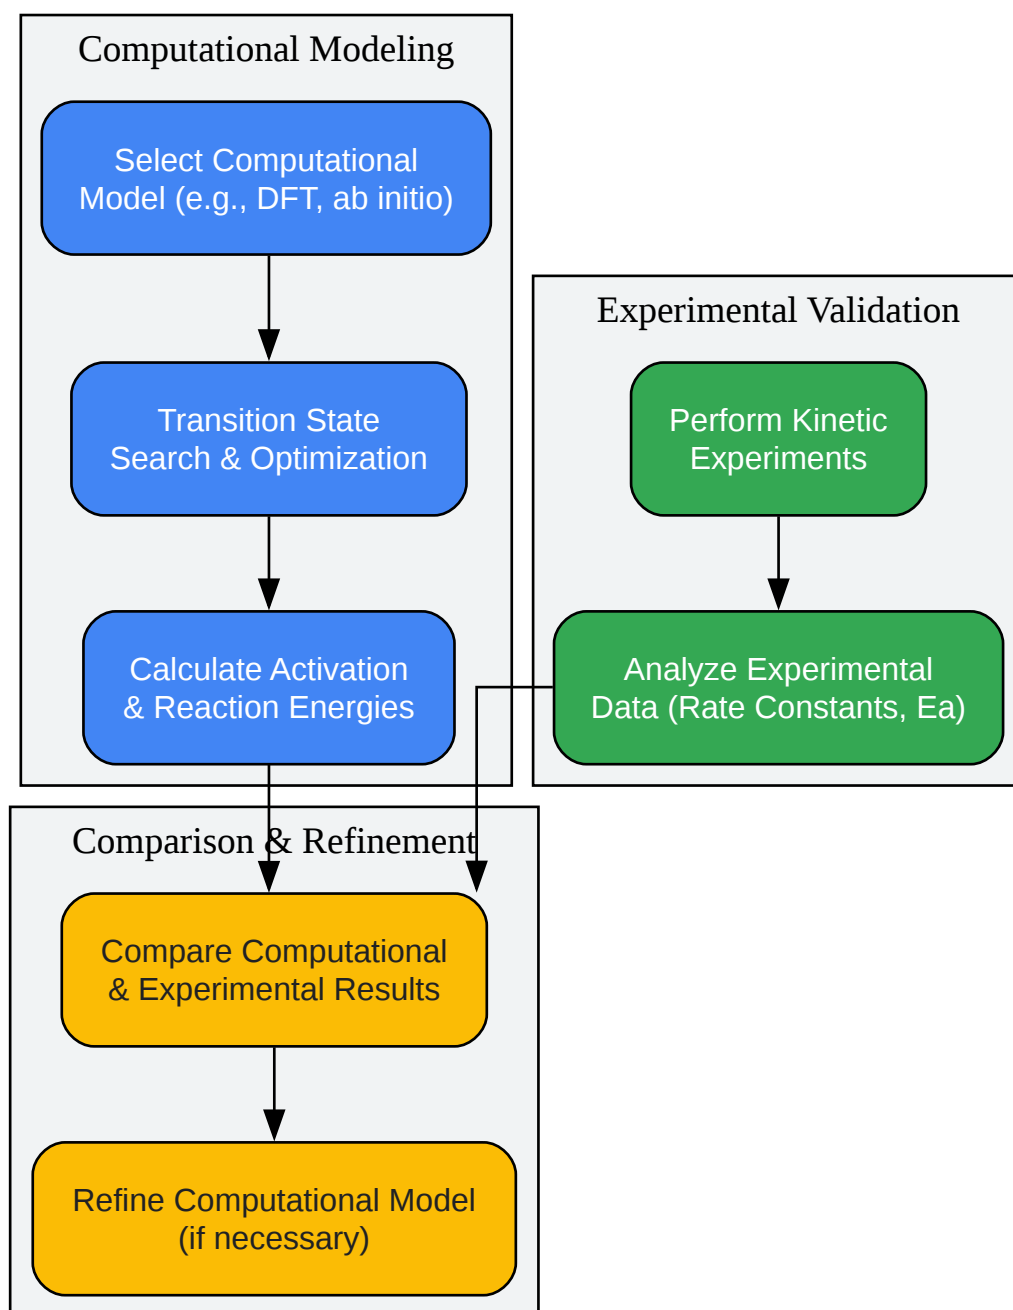 Computational Modeling
Select Computational
Model (e.g., DFT, ab initio)
Transition State
Search & Optimization
Calculate Activation
& Reaction Energies
Experimental Validation
Perform Kinetic
Experiments
Analyze Experimental
Data (Rate Constants, Ea)
Comparison & Refinement
Compare Computational
& Experimental Results
Refine Computational Model
(if necessary)